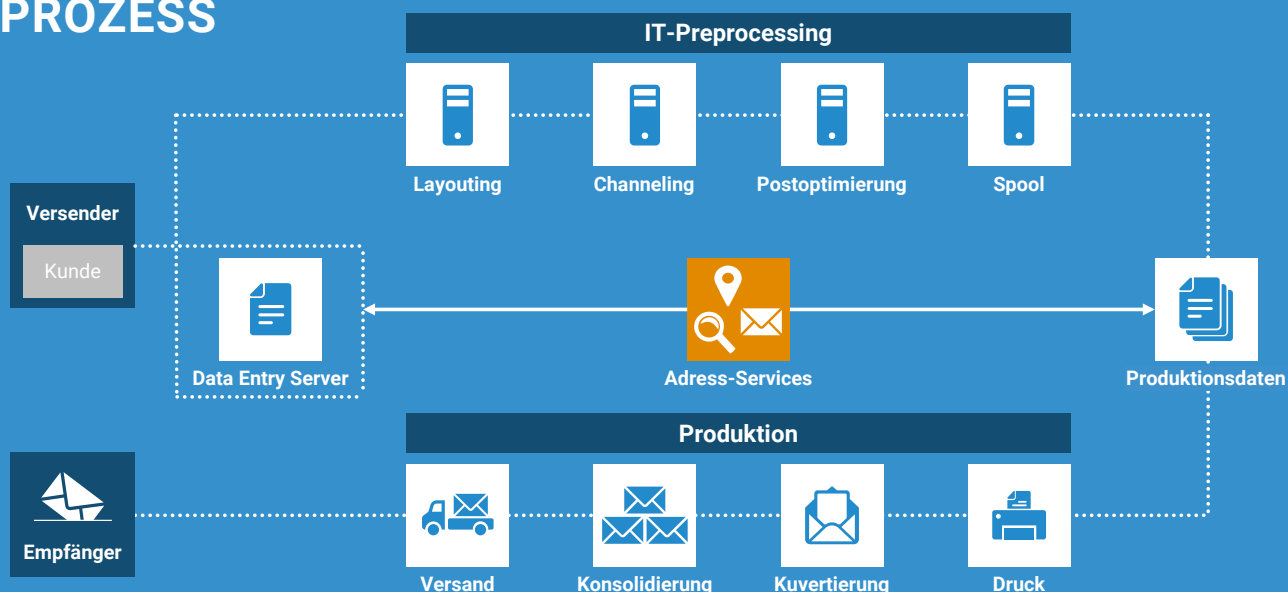 PROZESS
IT-Preprocessing
Layouting
Channeling
Postoptimierung
Spool
Versender
Kunde
Data Entry Server
Adress-Services
Produktionsdaten
Produktion
Empfänger
Versand
Konsolidierung
Kuvertierung
Druck